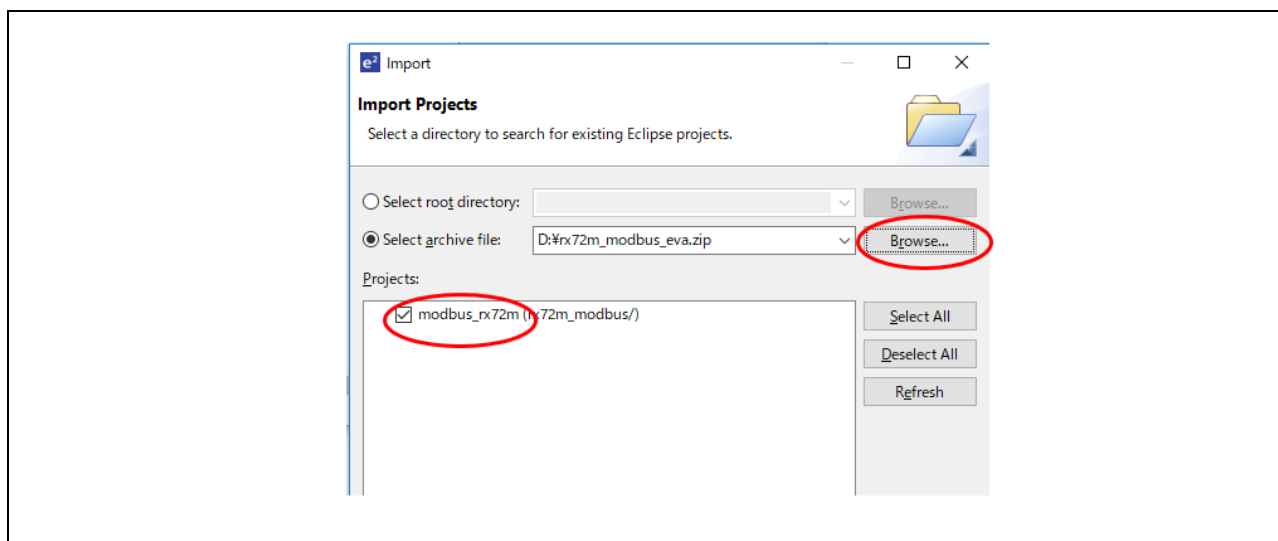 e² Import
Import Projects
Select a directory to search for existing Eclipse projects.
Select root directory: Browse...
Select archive file: D:¥rx72m_modbus_eva.zip Browse...
Projects:
modbus_rx72m (rx72m_modbus/)
Select All
Deselect All
Refresh